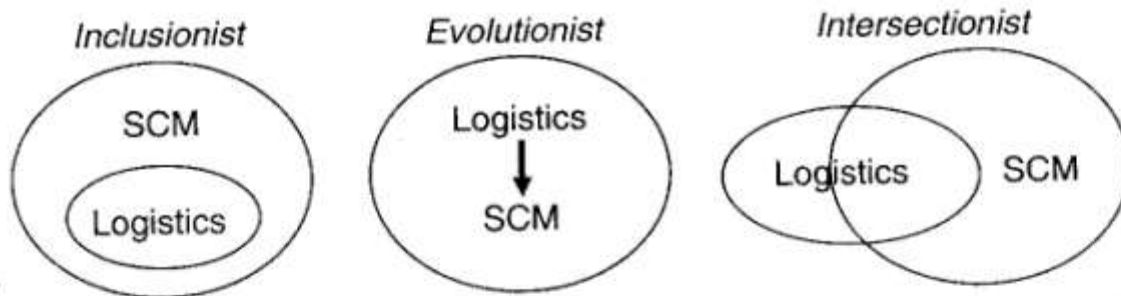 Inclusionist
SCM
Logistics
Evolutionist
Logistics
SCM
Intersectionist
Logistics
SCM